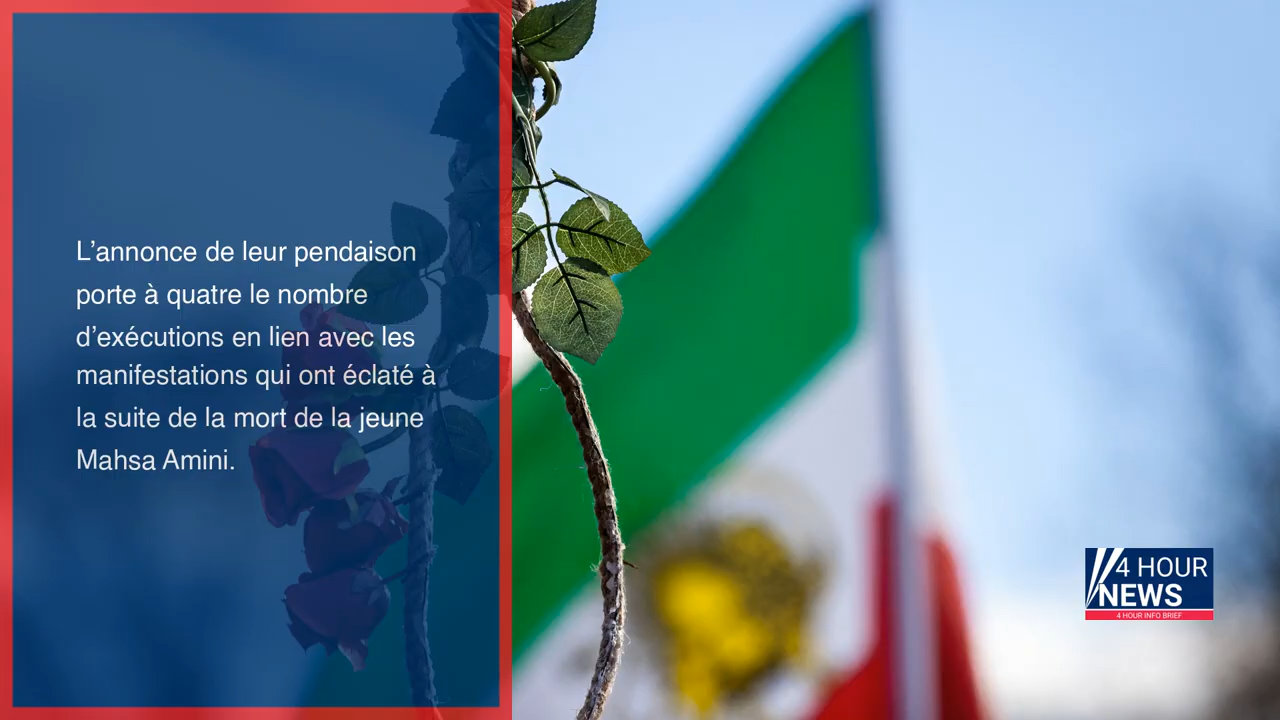 L’annonce de leur pendaison
porte à quatre le nombre
d’exécutions en lien avec les
manifestations qui ont éclaté à
la suite de la mort de la jeune
Mahsa Amini.
4 HOUR
NEWS
4 HOUR INFO BRIEF